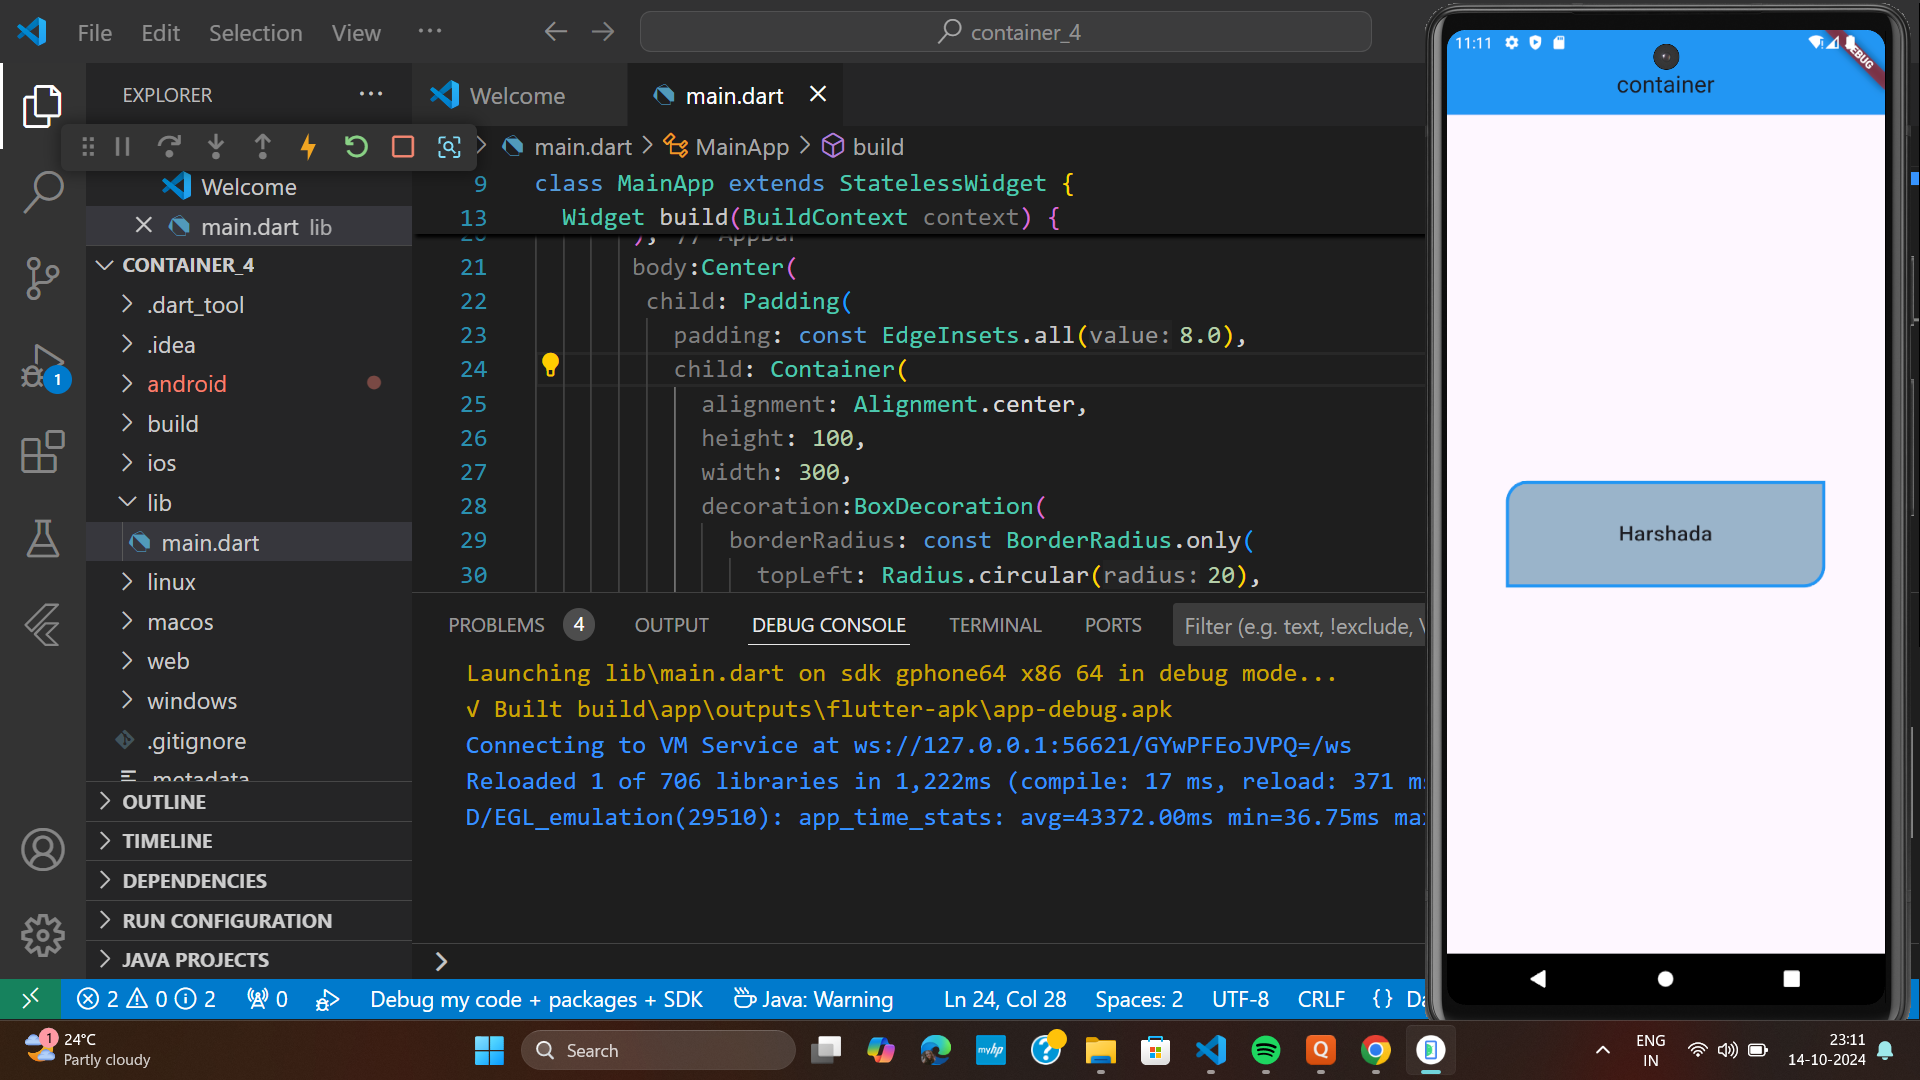 File Edit Selection View ··· container_4
EXPLORER ···
Welcome
main.dart lib
CONTAINER_4
.dart_tool
.idea
android
build
ios
lib
main.dart
linux
macos
web
windows
.gitignore
.metadata
OUTLINE
TIMELINE
DEPENDENCIES
RUN CONFIGURATION
JAVA PROJECTS
1
Welcome main.dart
main.dart > MainApp > build
9 class MainApp extends StatelessWidget {
13 Widget build(BuildContext context) {
20 ), // AppBar
21 body:Center(
22 child: Padding(
23 padding: const EdgeInsets.all(value: 8.0),
24 child: Container(
25 alignment: Alignment.center,
26 height: 100,
27 width: 300,
28 decoration:BoxDecoration(
29 borderRadius: const BorderRadius.only(
30 topLeft: Radius.circular(radius: 20),
PROBLEMS 4 OUTPUT DEBUG CONSOLE TERMINAL PORTS Filter (e.g. text, !exclude, \
Launching lib\main.dart on sdk gphone64 x86 64 in debug mode...
√ Built build\app\outputs\flutter-apk\app-debug.apk
Connecting to VM Service at ws://127.0.0.1:56621/GYwPFEoJVPQ=/ws
Reloaded 1 of 706 libraries in 1,222ms (compile: 17 ms, reload: 371 ms
D/EGL_emulation(29510): app_time_stats: avg=43372.00ms min=36.75ms max
>
11:11
DEBUG
container
Harshada
2 0 2 0 Debug my code + packages + SDK Java: Warning Ln 24, Col 28 Spaces: 2 UTF-8 CRLF {} Da
1 24°C
Partly cloudy
Search
myhp
ENG
IN
23:11
14-10-2024